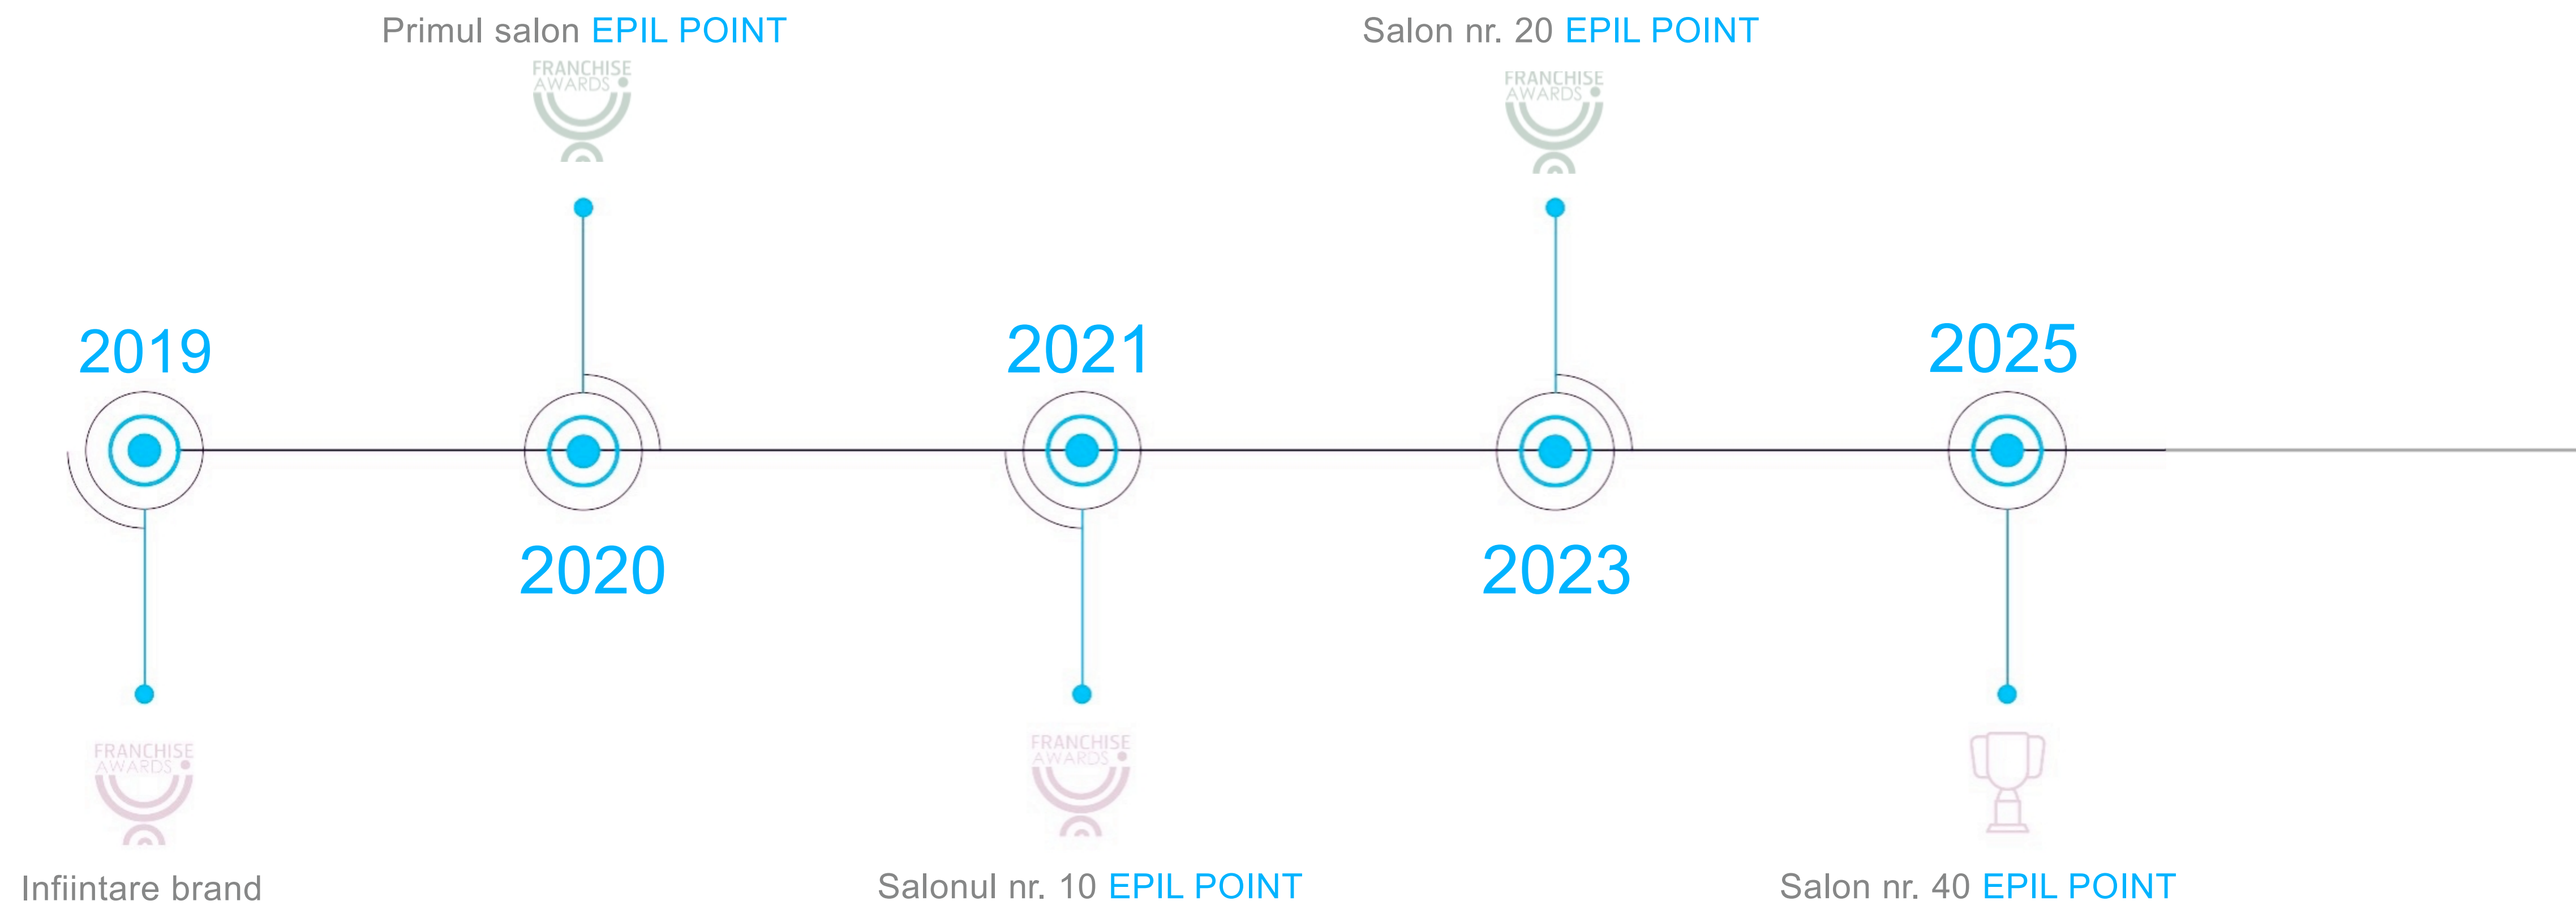 Primul salon EPIL POINT
FRANCHISE
AWARDS
Salon nr. 20 EPIL POINT
FRANCHISE
AWARDS
2019
2021
2025
2020
2023
FRANCHISE
AWARDS
FRANCHISE
AWARDS
Infiintare brand
Salonul nr. 10 EPIL POINT
Salon nr. 40 EPIL POINT